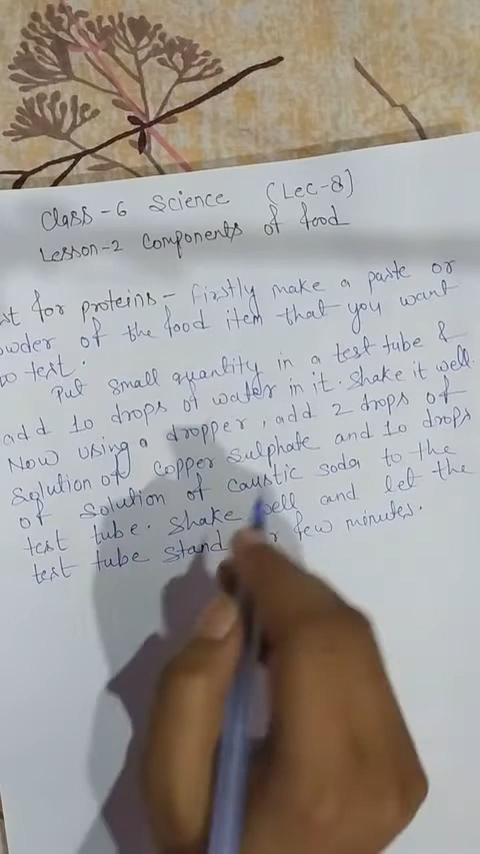 Class-6 Science (Lec-8)
Lesson-2 Components of food
st for proteins- Firstly make a paste or
owder of the food item that you want
to test.
Put small quantity in a test tube &
add 10 drops of water in it. Shake it well.
Now using a dropper, add 2 drops of
solution of copper sulphate and 10 drops
of solution of caustic soda to the
test tube. Shake well and let the
test tube stand few minutes.